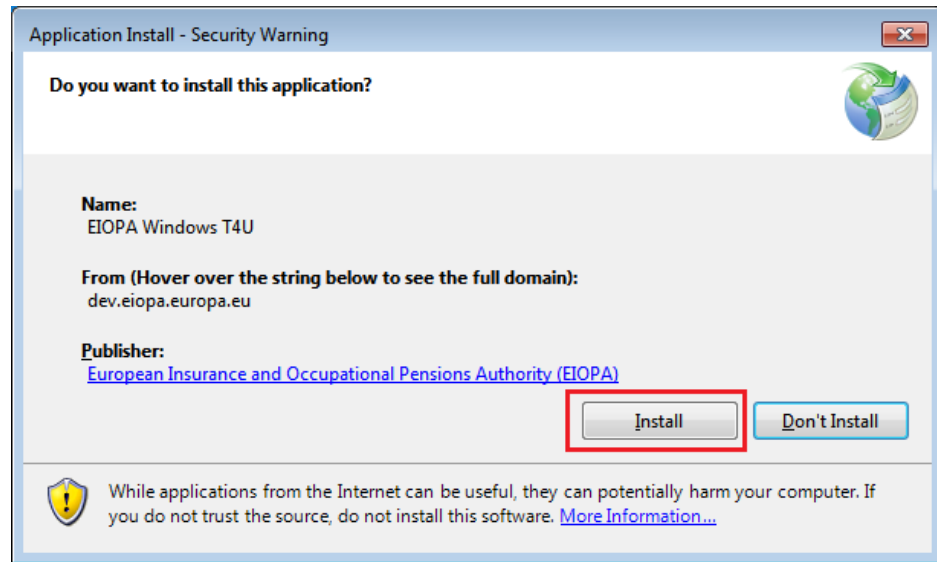 Application Install - Security Warning
Do you want to install this application?
Name:
EIOPA Windows T4U
From (Hover over the string below to see the full domain):
dev.eiopa.europa.eu
Publisher:
European Insurance and Occupational Pensions Authority (EIOPA)
Install Don't Install
While applications from the Internet can be useful, they can potentially harm your computer. If
you do not trust the source, do not install this software. More Information...